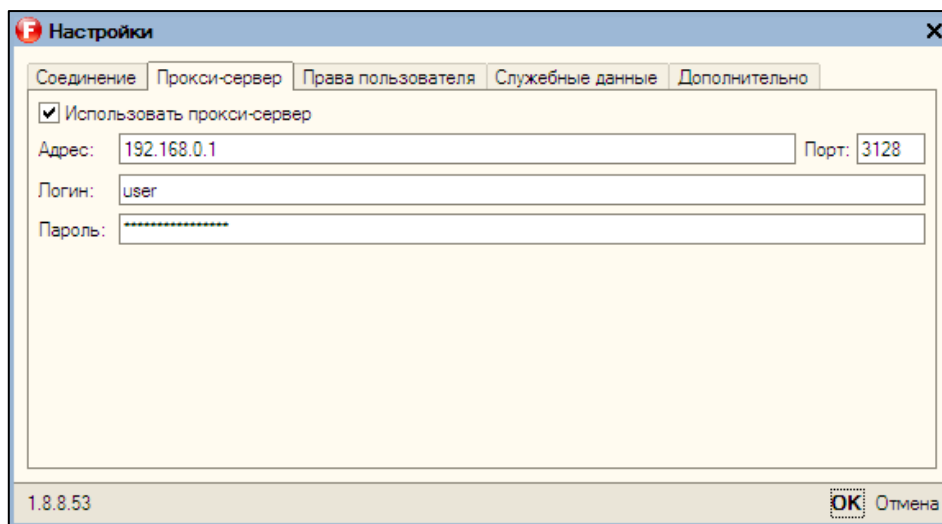 F Настройки
Соединение Прокси-сервер Права пользователя Служебные данные Дополнительно
Использовать прокси-сервер
Адрес: 192.168.0.1 Порт: 3128
Логин: user
Пароль: ****************
1.8.8.53 OK Отмена